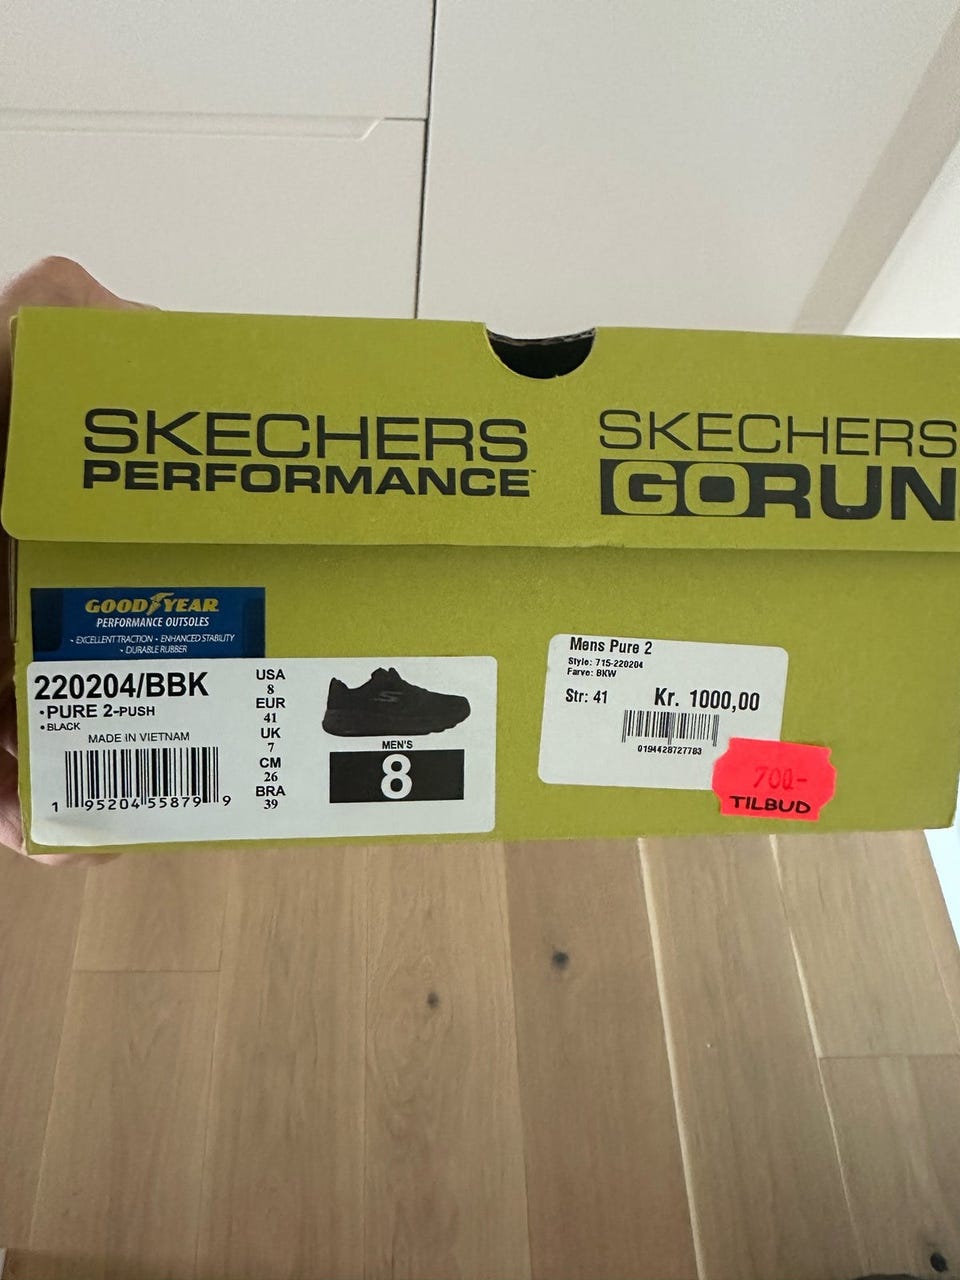 SKECHERS
PERFORMANCE™
SKECHERS
GORUN
GOODYEAR
PERFORMANCE OUTSOLES
• EXCELLENT TRACTION • ENHANCED STABILITY
• DURABLE RUBBER
220204/BBK
•PURE 2-PUSH
•BLACK
MADE IN VIETNAM
1 95204 55879 9
USA
8
EUR
41
UK
7
CM
26
BRA
39
S
MEN'S
8
Mens Pure 2
Style: 715-220204
Farve: BKW
Str: 41 Kr. 1000,00
0194428727783
700-
TILBUD